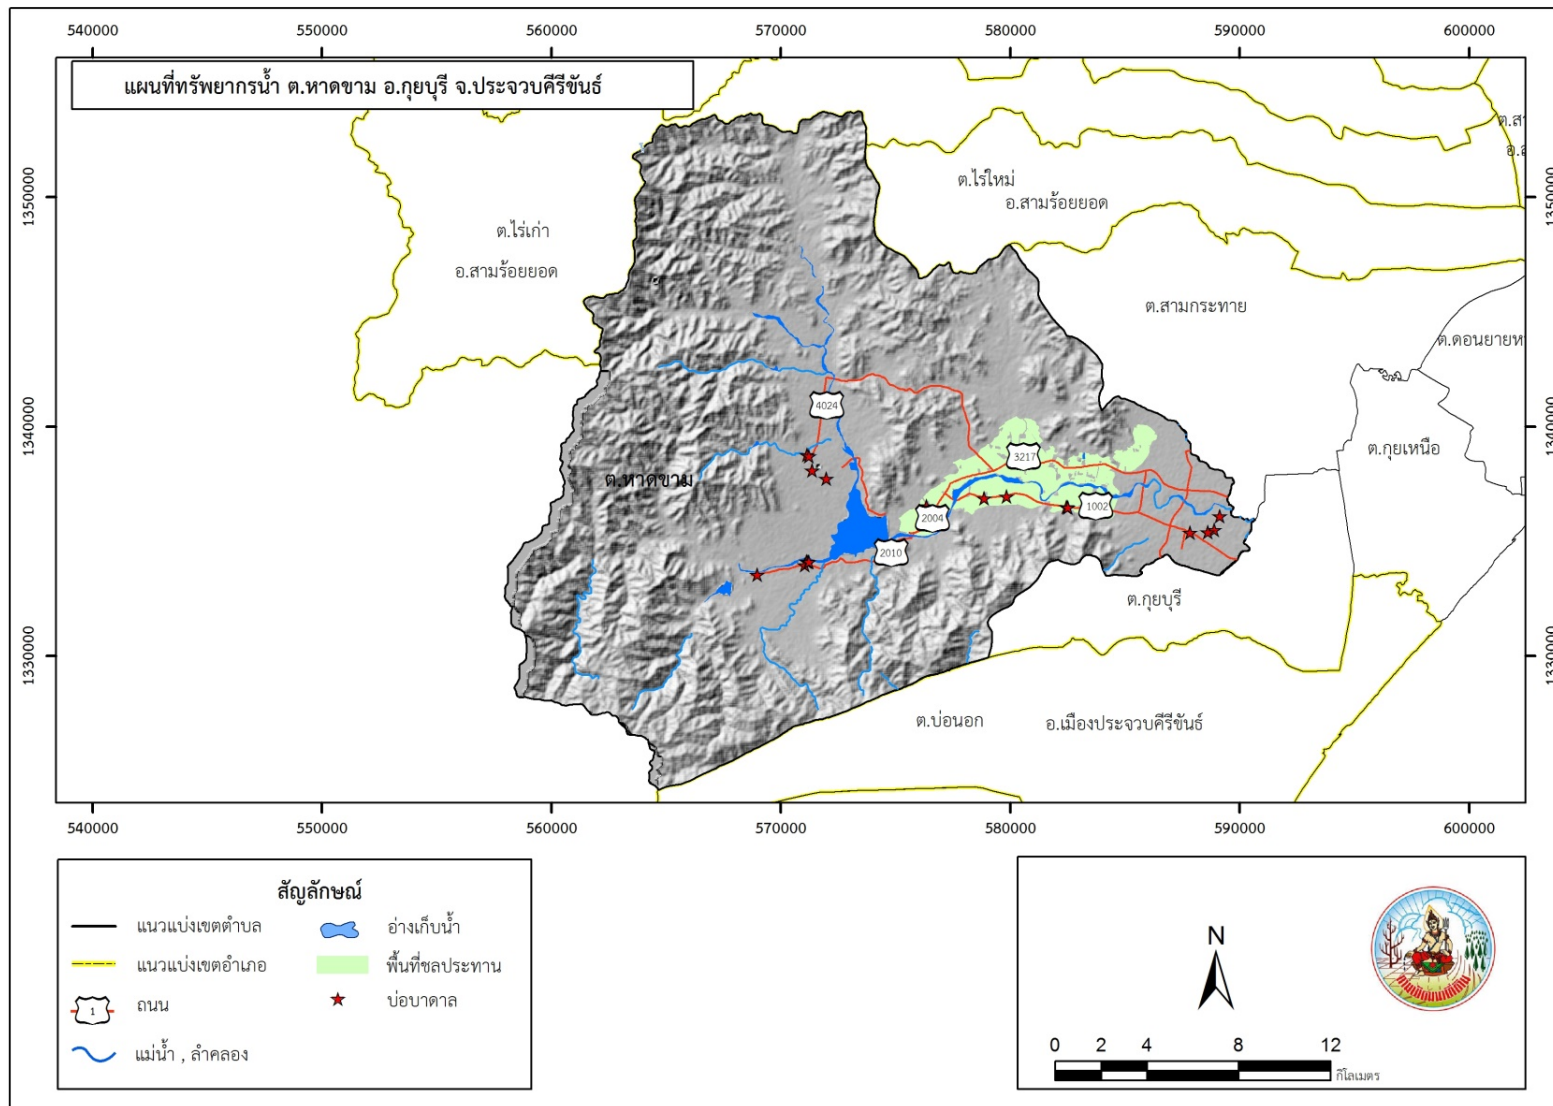 540000 550000 560000 570000 580000 590000 600000
แผนที่ทรัพยากรน้ำ ต.หาดขาม อ.กุยบุรี จ.ประจวบคีรีขันธ์
1350000
1340000
1330000
1350000
1340000
1330000
ต.ไร่ใหม่
อ.สามร้อยยอด
ต.ไร่เก่า
อ.สามร้อยยอด
ต.สามกระทาย
4024
ต.กุยเหนือ
3217
ต.หาดขาม
1002
2004
2010
ต.กุยบุรี
ต.บ่อนอก
อ.เมืองประจวบคีรีขันธ์
540000 550000 560000 570000 580000 590000 600000
สัญลักษณ์
แนวแบ่งเขตตำบล
แนวแบ่งเขตอำเภอ
1 ถนน
แม่น้ำ , ลำคลอง
อ่างเก็บน้ำ
พื้นที่ชลประทาน
บ่อบาดาล
N
0 2 4 8 12
กิโลเมตร
กรมพัฒนาที่ดิน